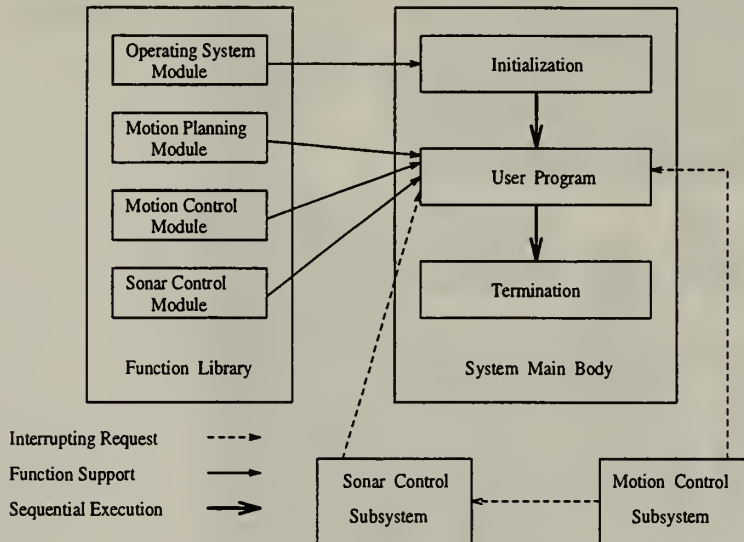 Operating System
Module
Motion Planning
Module
Motion Control
Module
Sonar Control
Module
Function Library
Initialization
User Program
Termination
System Main Body
Interrupting Request
Function Support
Sequential Execution
Sonar Control
Subsystem
Motion Control
Subsystem